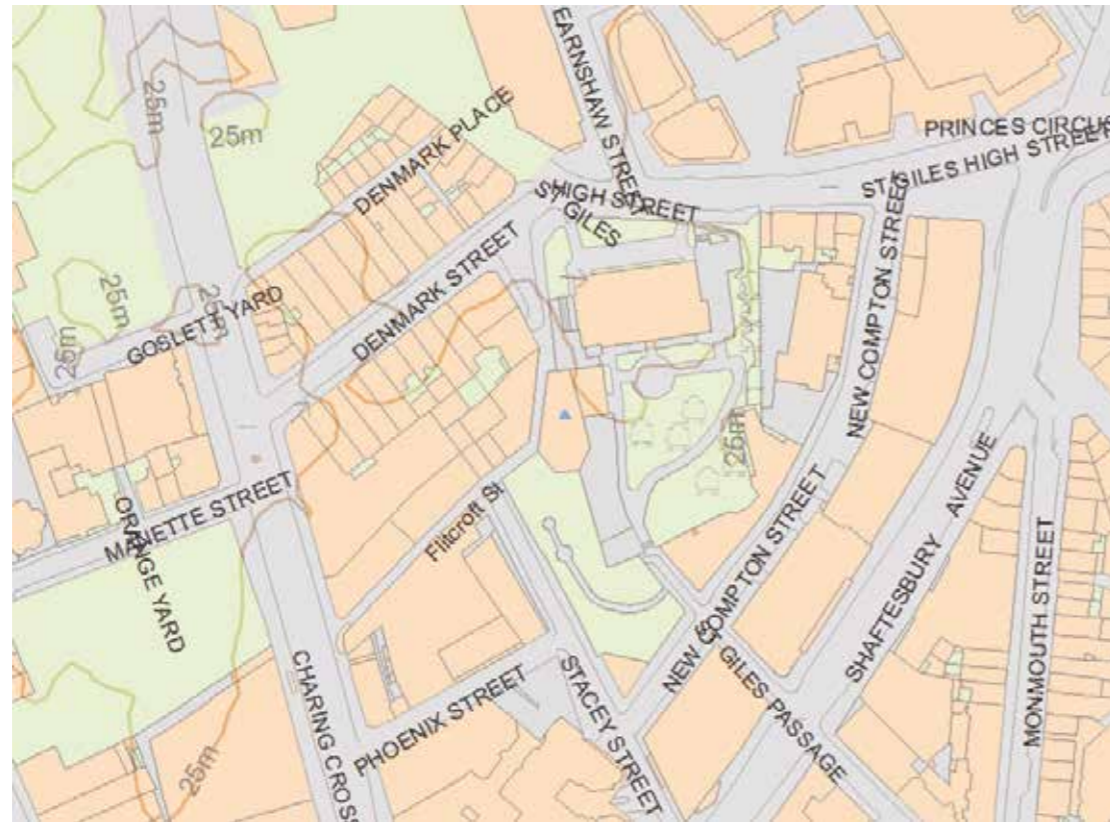 EARNSHAW STREET
25m
25m
DENMARK PLACE
PRINCES CIRCUS
ST GILES HIGH STREET
HIGH STREET
ST GILES
NEW COMPTON STREET
DENMARK STREET
25m
25m
25m
GOSLETT YARD
25m
AVENUE
SHAFTESBURY
MANETTE STREET
ORANGE YARD
Flitcroft St
NEW COMPTON STREET
MONMOUTH STREET
CHARING CROSS
PHOENIX STREET
STACEY STREET
ST GILES PASSAGE
25m